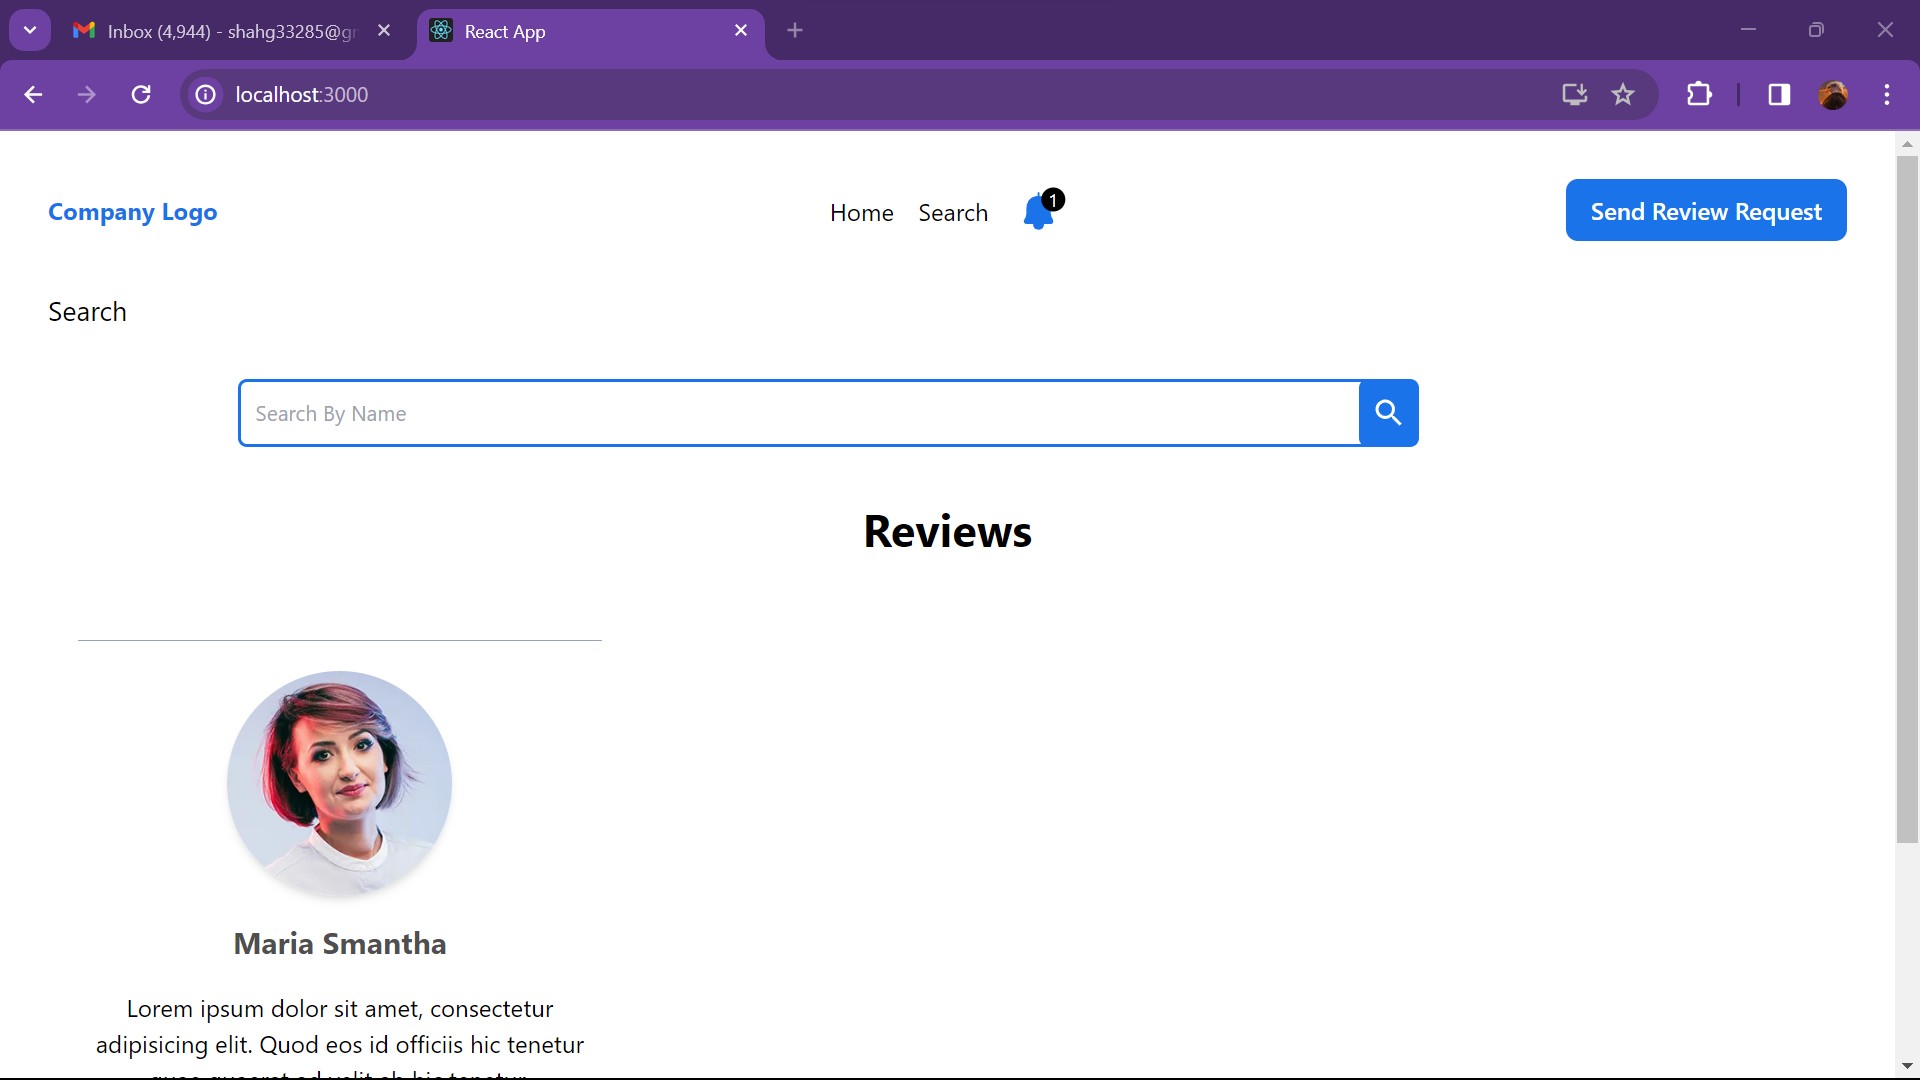 Inbox (4,944) - shahg33285@gr
React App
localhost:3000
Company Logo
Home
Search
1
Send Review Request
Search
Search By Name
Reviews
Maria Smantha
Lorem ipsum dolor sit amet, consectetur
adipisicing elit. Quod eos id officiis hic tenetur